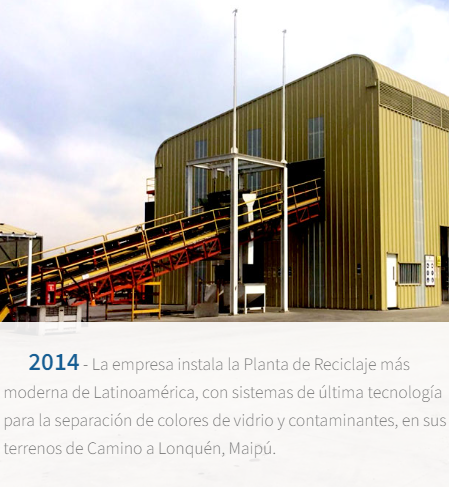 2014 - La empresa instala la Planta de Reciclaje más
moderna de Latinoamérica, con sistemas de última tecnología
para la separación de colores de vidrio y contaminantes, en sus
terrenos de Camino a Lonquén, Maipú.